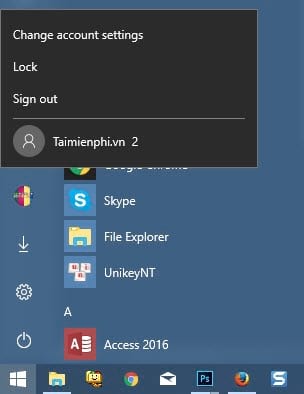 Change account settings
Lock
Sign out
Taimienphi.vn 2
Google Chrome
Skype
File Explorer
UnikeyNT
A
Access 2016